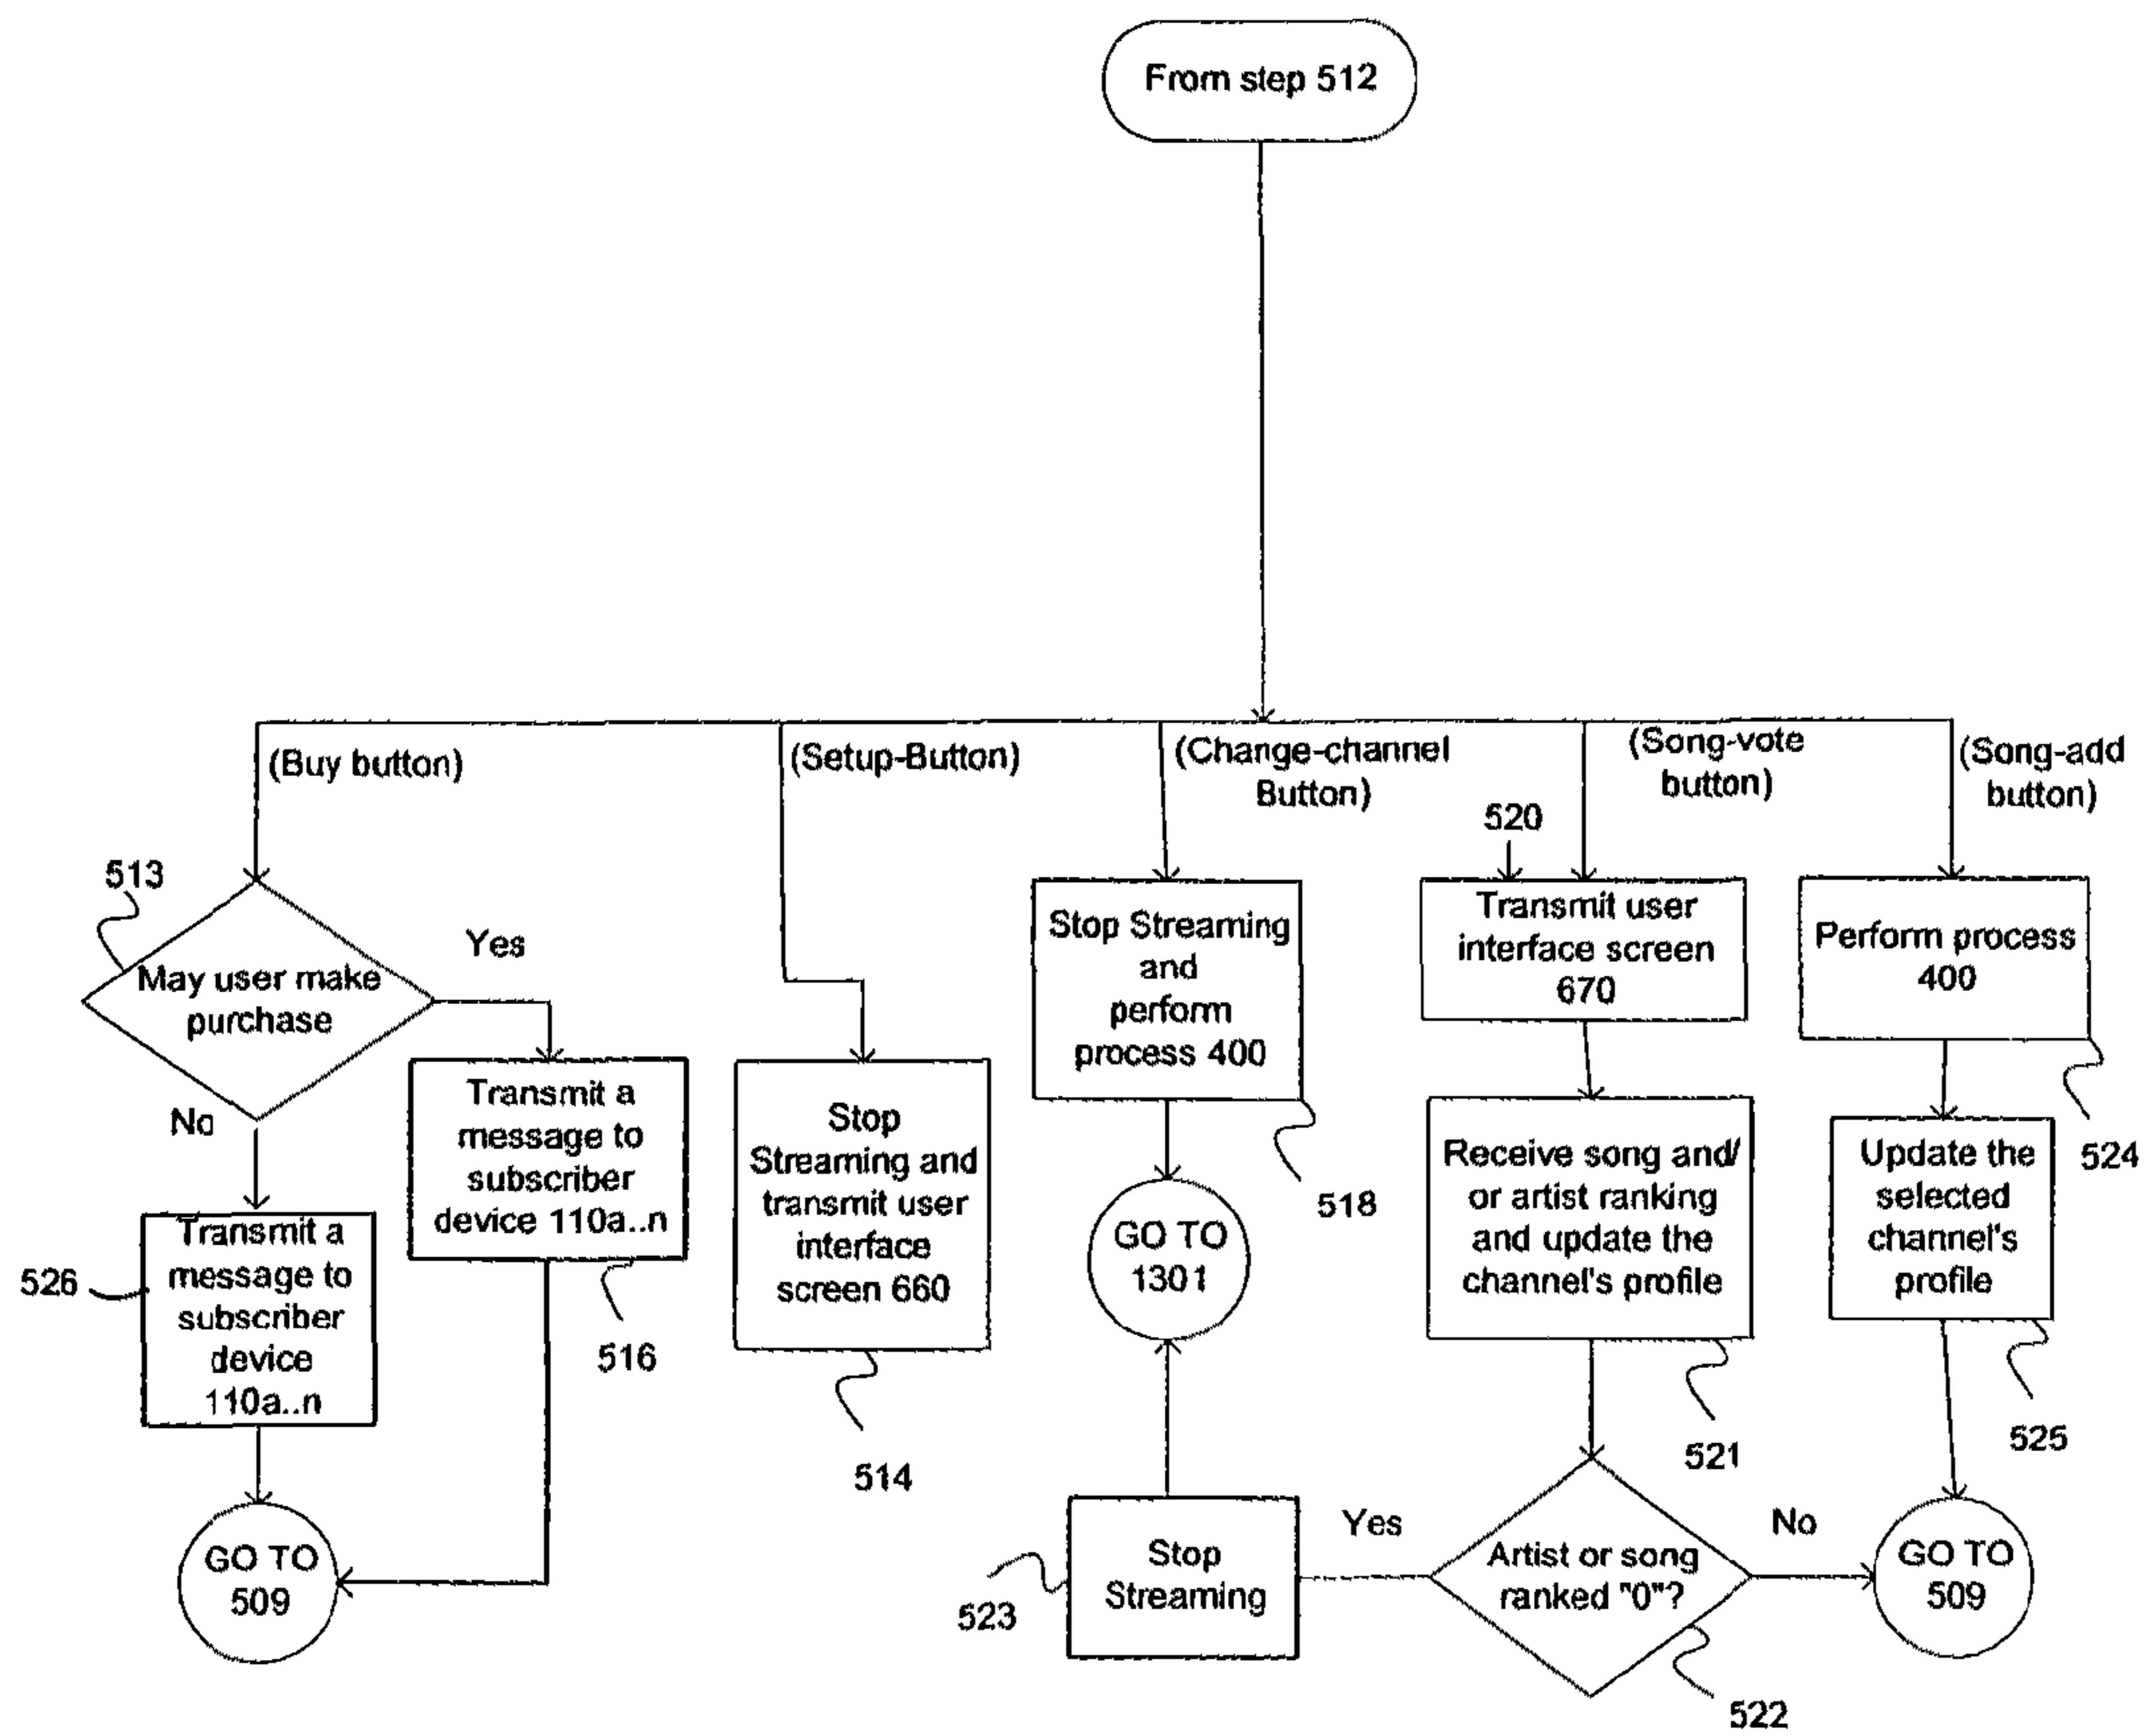 From step 512
(Buy button)
(Setup-Button)
(Change-channel
Button)
(Song-vote
button)
(Song-add
button)
513
May user make
purchase
Yes
No
Transmit a
message to
subscriber
device 110a..n
516
526
Transmit a
message to
subscriber
device
110a..n
GO TO
509
Stop
Streaming and
transmit user
interface
screen 660
514
Stop Streaming
and
perform
process 400
518
GO TO
1301
520
Transmit user
interface screen
670
Receive song and/
or artist ranking
and update the
channel's profile
521
Artist or song
ranked "0"?
522
Yes
No
Stop
Streaming
523
Perform process
400
524
Update the
selected
channel's
profile
525
GO TO
509